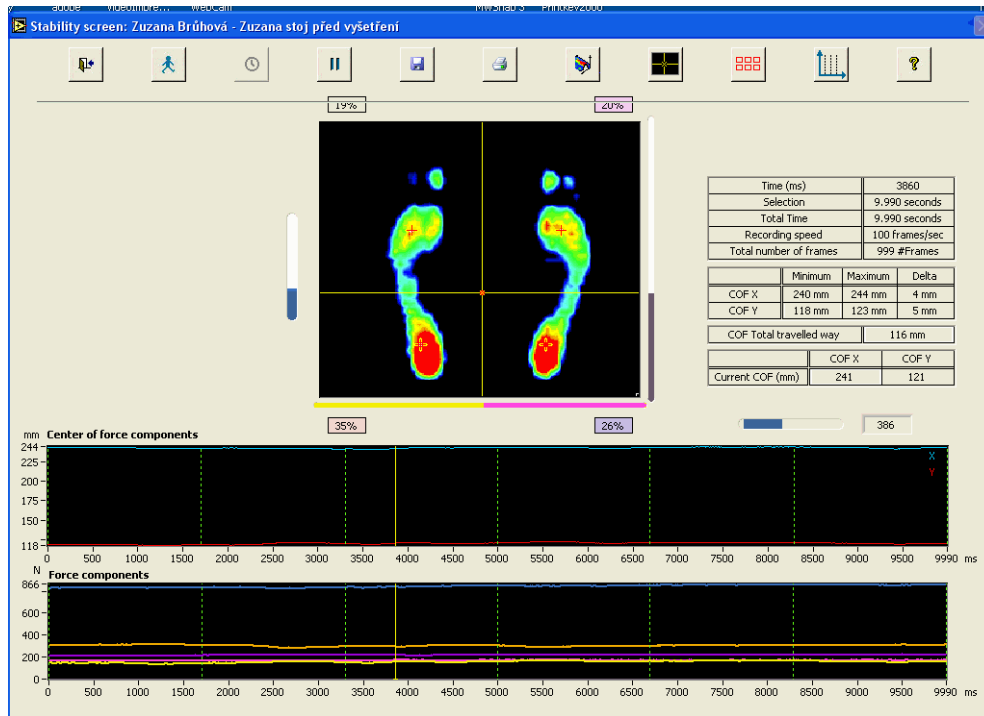 adobe VideoImbre... WebCam MWSnap 3 PrintKey2000
Stability screen: Zuzana Brůhová - Zuzana stoj před vyšetření
19% 20%
Time (ms) 3860
Selection 9.990 seconds
Total Time 9.990 seconds
Recording speed 100 frames/sec
Total number of frames 999 #Frames
Minimum Maximum Delta
COF X 240 mm 244 mm 4 mm
COF Y 118 mm 123 mm 5 mm
COF Total travelled way 116 mm
COF X COF Y
Current COF (mm) 241 121
35% 26%
386
mm Center of force components
244
225
200
175
150
118
X
Y
0 500 1000 1500 2000 2500 3000 3500 4000 4500 5000 5500 6000 6500 7000 7500 8000 8500 9000 9500 9990 ms
N Force components
866
600
400
200
0
0 500 1000 1500 2000 2500 3000 3500 4000 4500 5000 5500 6000 6500 7000 7500 8000 8500 9000 9500 9990 ms